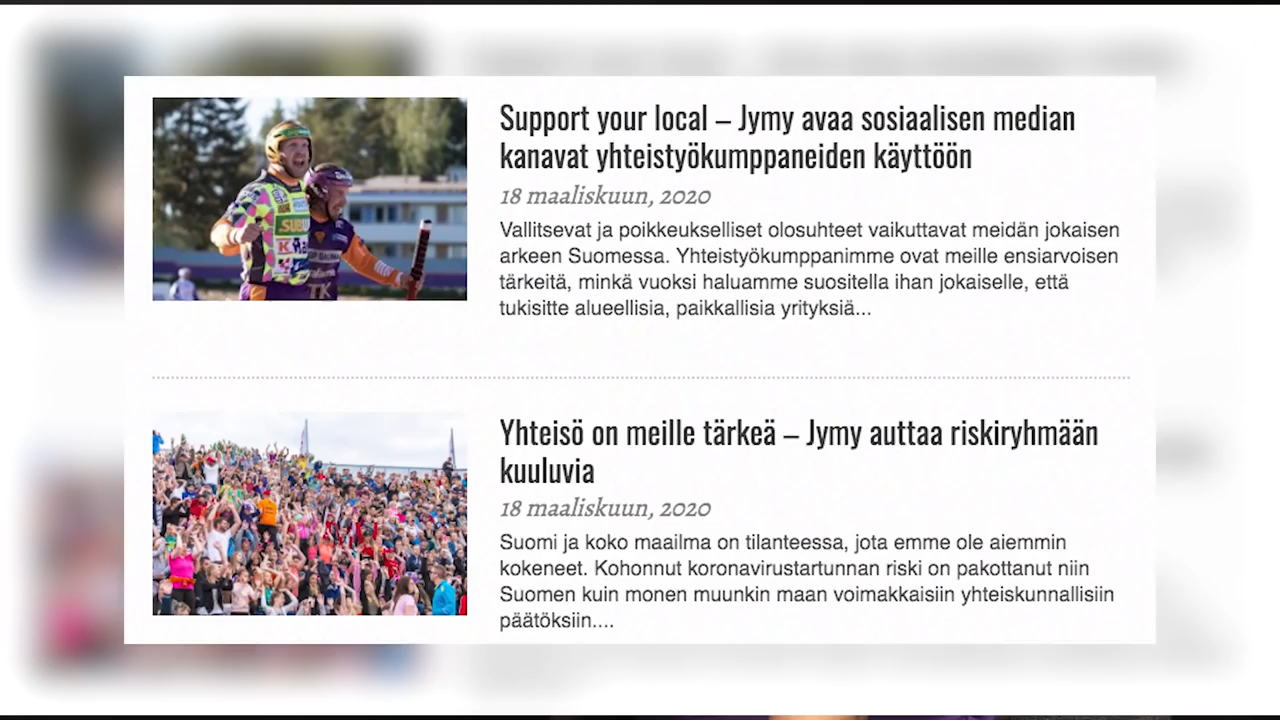 Support your local – Jymy avaa sosiaalisen median
kanavat yhteistyökumppaneiden käyttöön
18 maaliskuun, 2020
Vallitsevat ja poikkeukselliset olosuhteet vaikuttavat meidän jokaisen
arkeen Suomessa. Yhteistyökumppanimme ovat meille ensiarvoisen
tärkeitä, minkä vuoksi haluamme suositella ihan jokaiselle, että
tukisitte alueellisia, paikkallisia yrityksiä...
Yhteisö on meille tärkeä – Jymy auttaa riskiryhmään
kuuluvia
18 maaliskuun, 2020
Suomi ja koko maailma on tilanteessa, jota emme ole aiemmin
kokeneet. Kohonnut koronavirustartunnan riski on pakottanut niin
Suomen kuin monen muunkin maan voimakkaisiin yhteiskunnallisiin
päätöksiin....